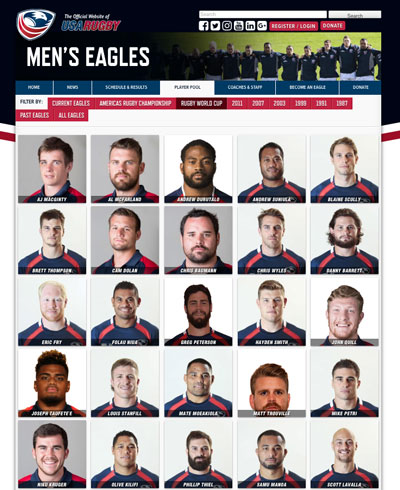 The Official Website of
USARUGBY
Search
Search
REGISTER / LOGIN
DONATE
MEN'S EAGLES
HOME NEWS SCHEDULE & RESULTS PLAYER POOL COACHES & STAFF BECOME AN EAGLE DONATE
FILTER BY: CURRENT EAGLES AMERICAS RUGBY CHAMPIONSHIP RUGBY WORLD CUP 2011 2007 2003 1999 1991 1987
PAST EAGLES ALL EAGLES
AJ MACGINTY AL MCFARLAND ANDREW DURUTALO ANDREW SUNIULA BLAINE SCULLY
BRETT THOMPSON CAM DOLAN CHRIS BAUMANN CHRIS WYLES DANNY BARRETT
ERIC FRY FOLAU NIUA GREG PETERSON HAYDEN SMITH JOHN QUILL
JOSEPH TAUFETE'E LOUIS STANFILL MATE MOEAKIOLA MATT TROUVILLE MIKE PETRI
NIKU KRUGER OLIVE KILIFI PHILLIP THIEL SAMU MANOA SCOTT LAVALLA